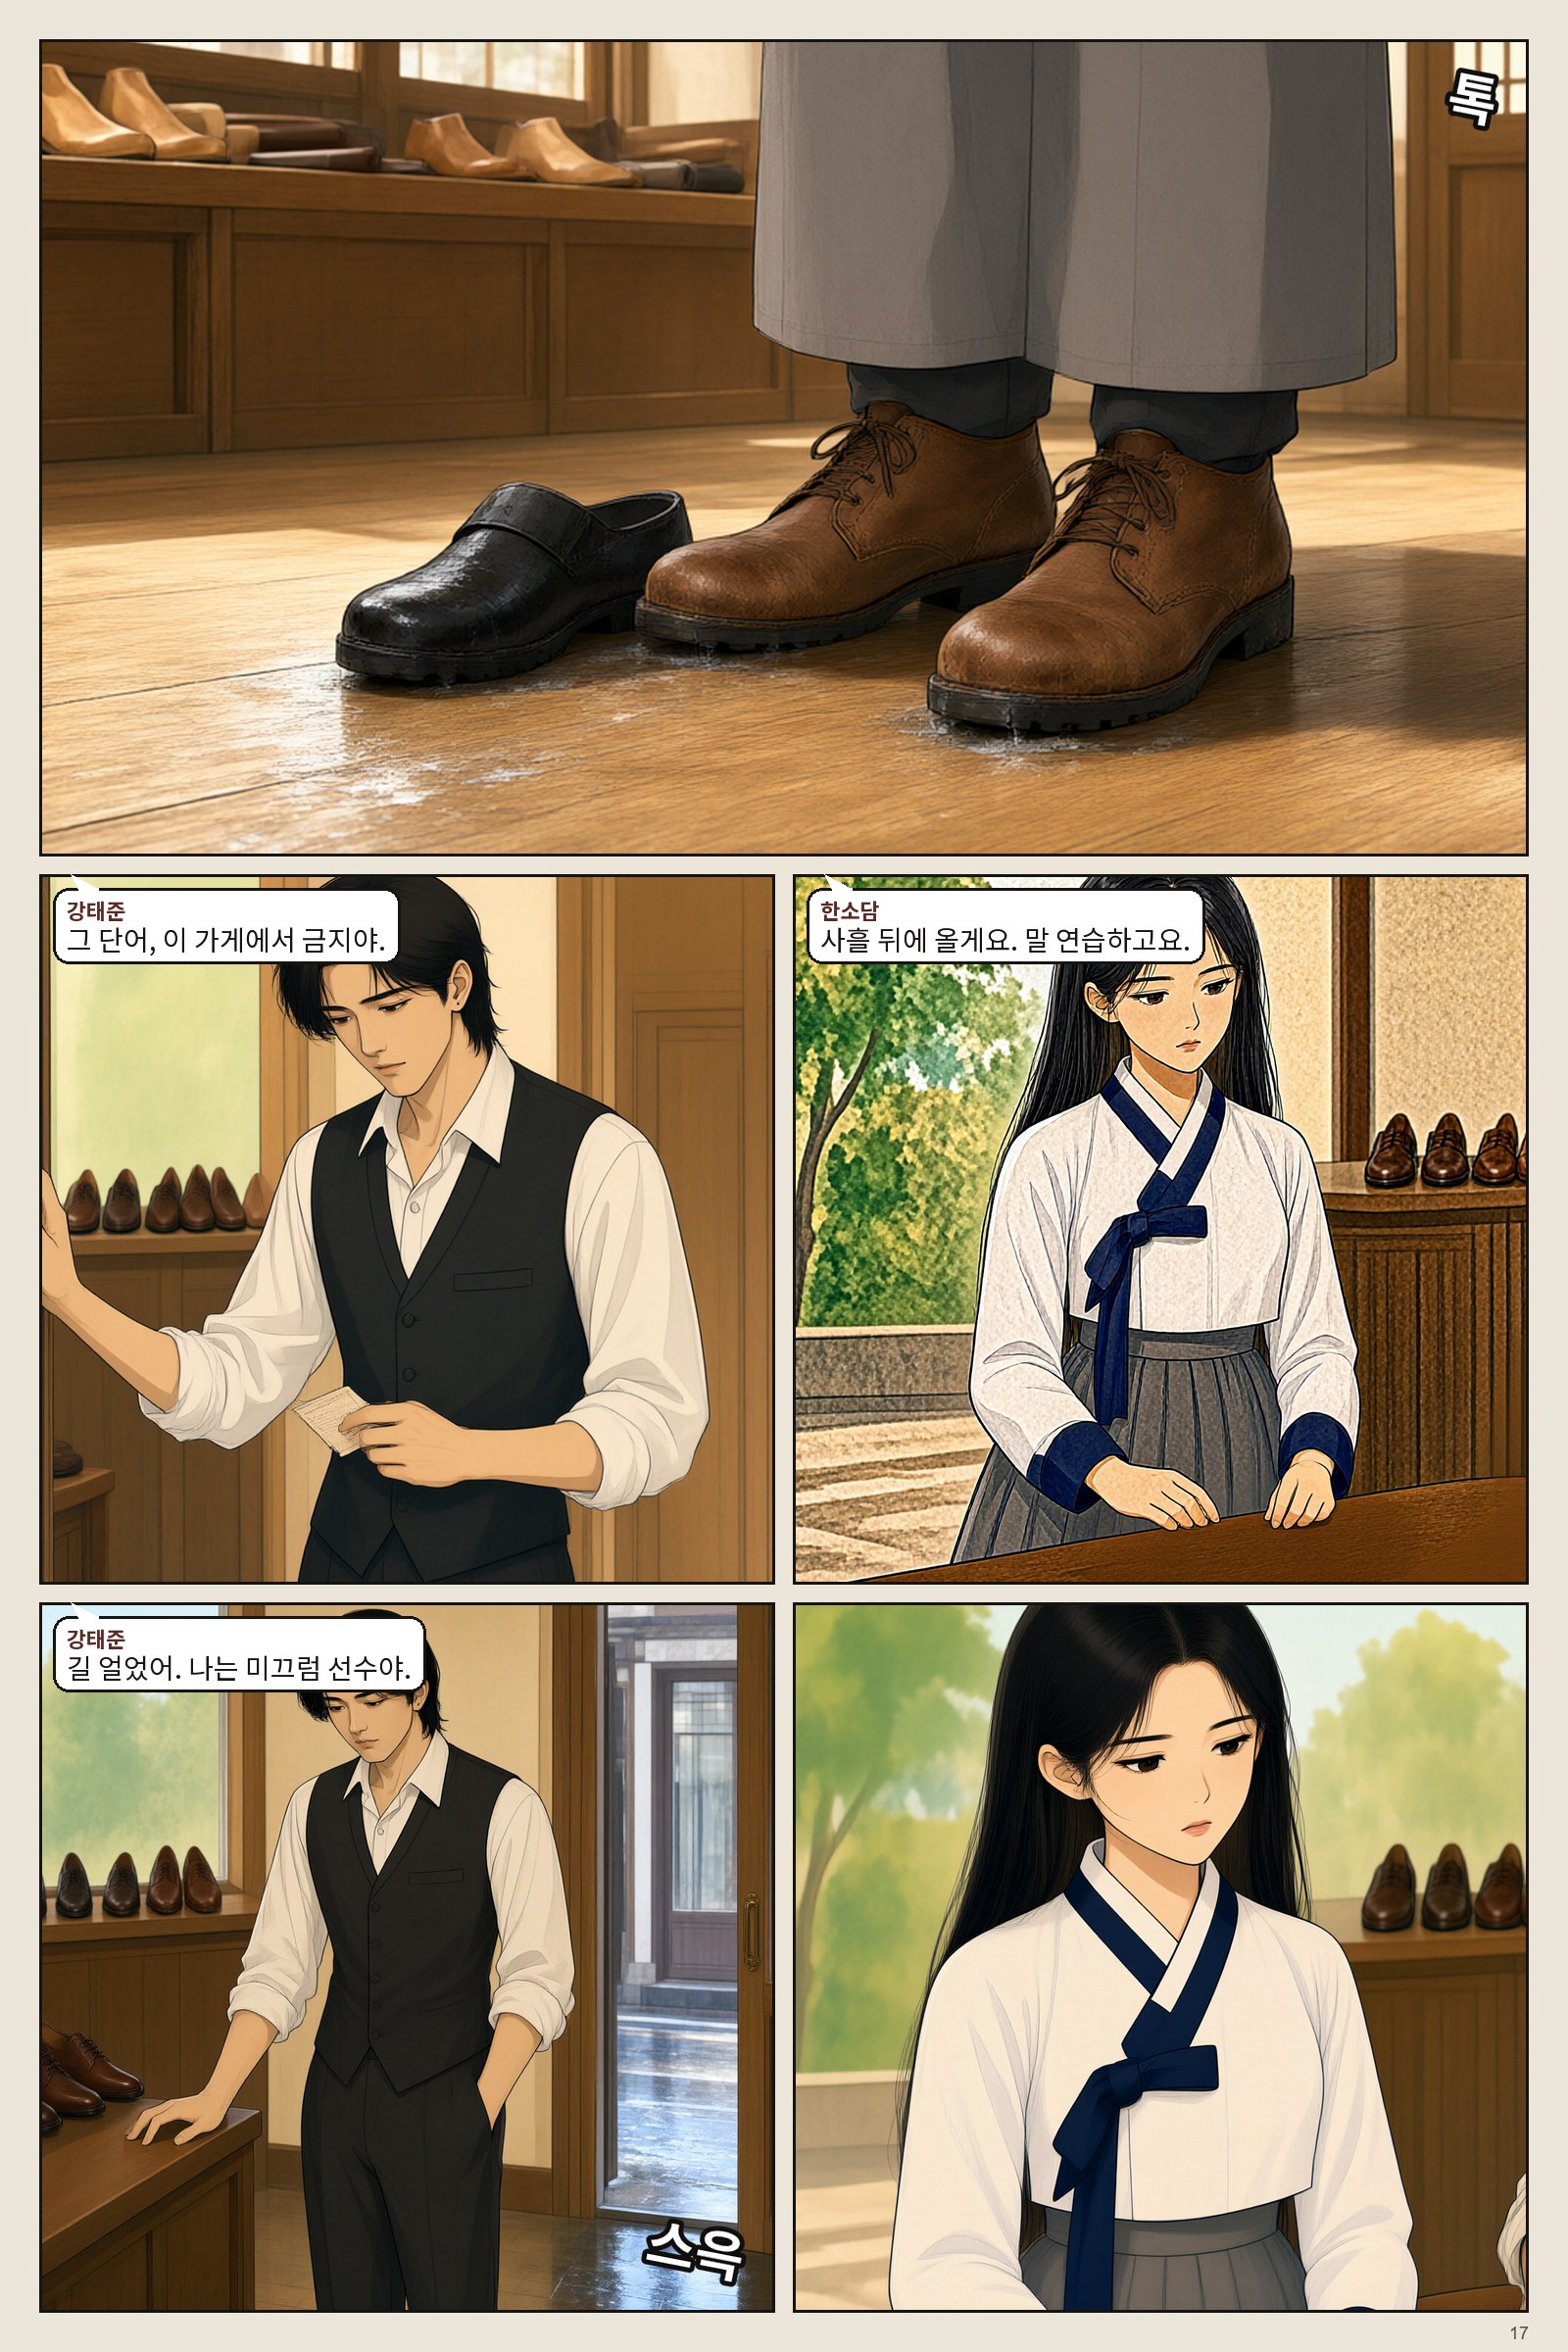 톡
강태준
그 단어, 이 가게에서 금지야.
한소담
사흘 뒤에 올게요. 말 연습하고요.
강태준
길 얼었어. 나는 미끄럼 선수야.
스윽
17